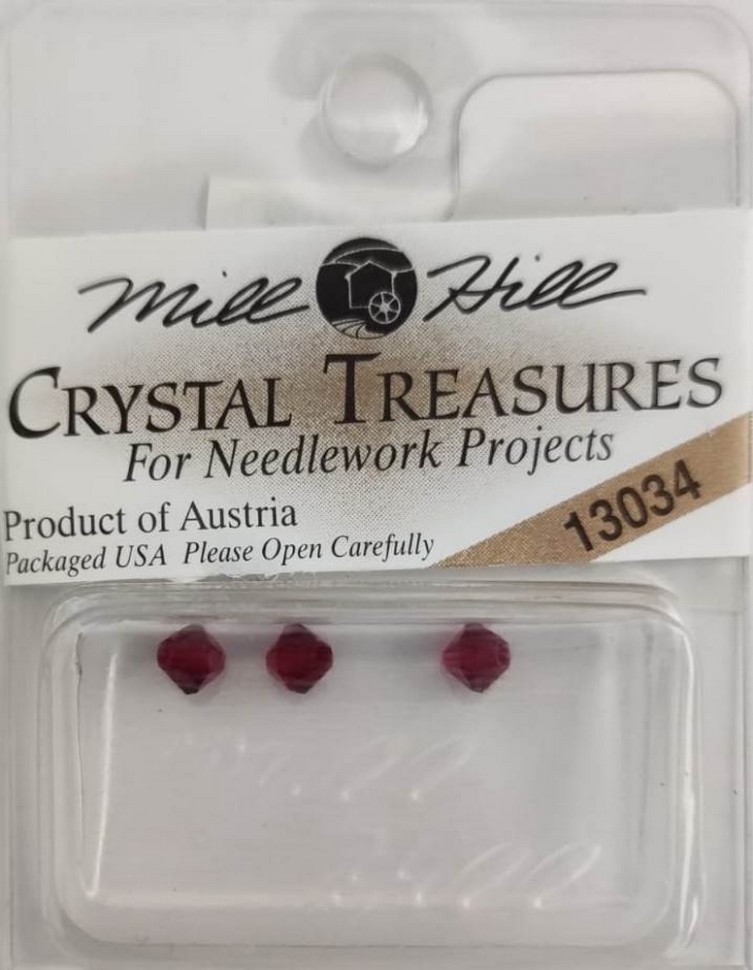 Mill Hill
CRYSTAL TREASURES
For Needlework Projects
Product of Austria
Packaged USA Please Open Carefully
13034